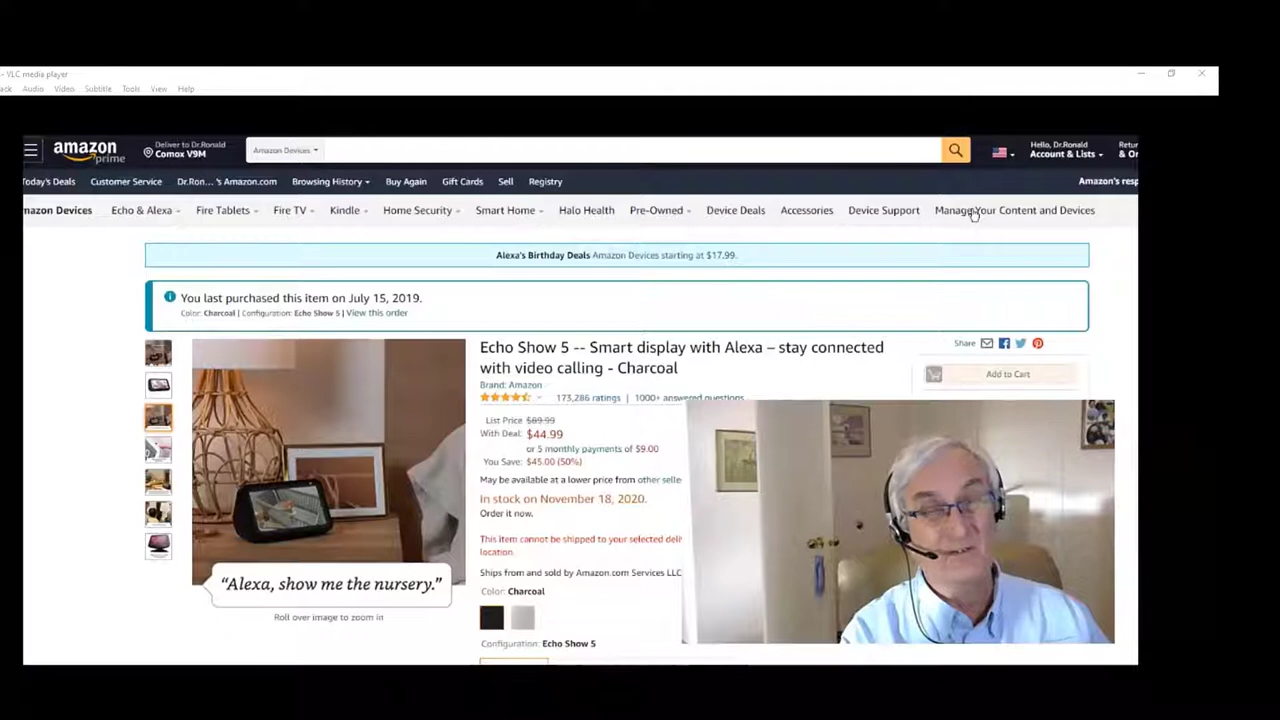 - VLC media player
ack Audio Video Subtitle Tools View Help
amazon prime
Deliver to Dr.Ronald
Comox V9M
Amazon Devices
Hello, Dr.Ronald
Account & Lists
Retur
& Or
Today's Deals Customer Service Dr.Ron... 's Amazon.com Browsing History Buy Again Gift Cards Sell Registry
Amazon's resp
mazon Devices Echo & Alexa Fire Tablets Fire TV Kindle Home Security Smart Home Halo Health Pre-Owned Device Deals Accessories Device Support Manage Your Content and Devices
Alexa's Birthday Deals Amazon Devices starting at $17.99.
You last purchased this item on July 15, 2019.
Color: Charcoal | Configuration: Echo Show 5 | View this order
Echo Show 5 -- Smart display with Alexa – stay connected
with video calling - Charcoal
Brand: Amazon
173,286 ratings | 1000+ answered questions
Share
Add to Cart
List Price $89.99
With Deal: $44.99
or 5 monthly payments of $9.00
You Save: $45.00 (50%)
May be available at a lower price from other selle
In stock on November 18, 2020.
Order it now.
This item cannot be shipped to your selected deli
location.
Ships from and sold by Amazon.com Services LLC
Color: Charcoal
Configuration: Echo Show 5
“Alexa, show me the nursery.”
Roll over image to zoom in